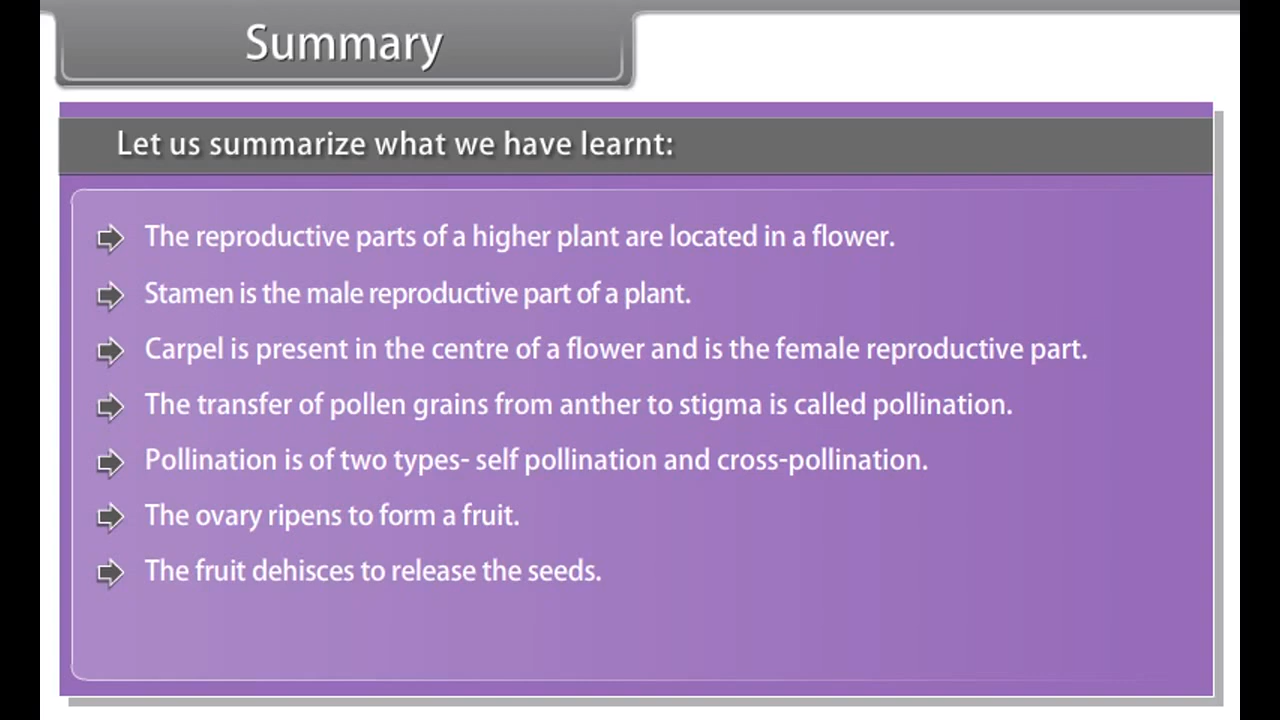 Summary
Let us summarize what we have learnt:
The reproductive parts of a higher plant are located in a flower.
Stamen is the male reproductive part of a plant.
Carpel is present in the centre of a flower and is the female reproductive part.
The transfer of pollen grains from anther to stigma is called pollination.
Pollination is of two types- self pollination and cross-pollination.
The ovary ripens to form a fruit.
The fruit dehisces to release the seeds.